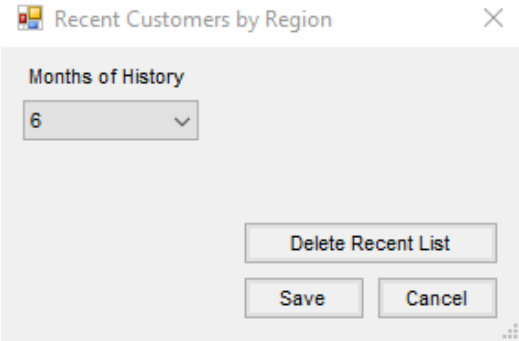 Recent Customers by Region
Months of History
6
Delete Recent List
Save Cancel